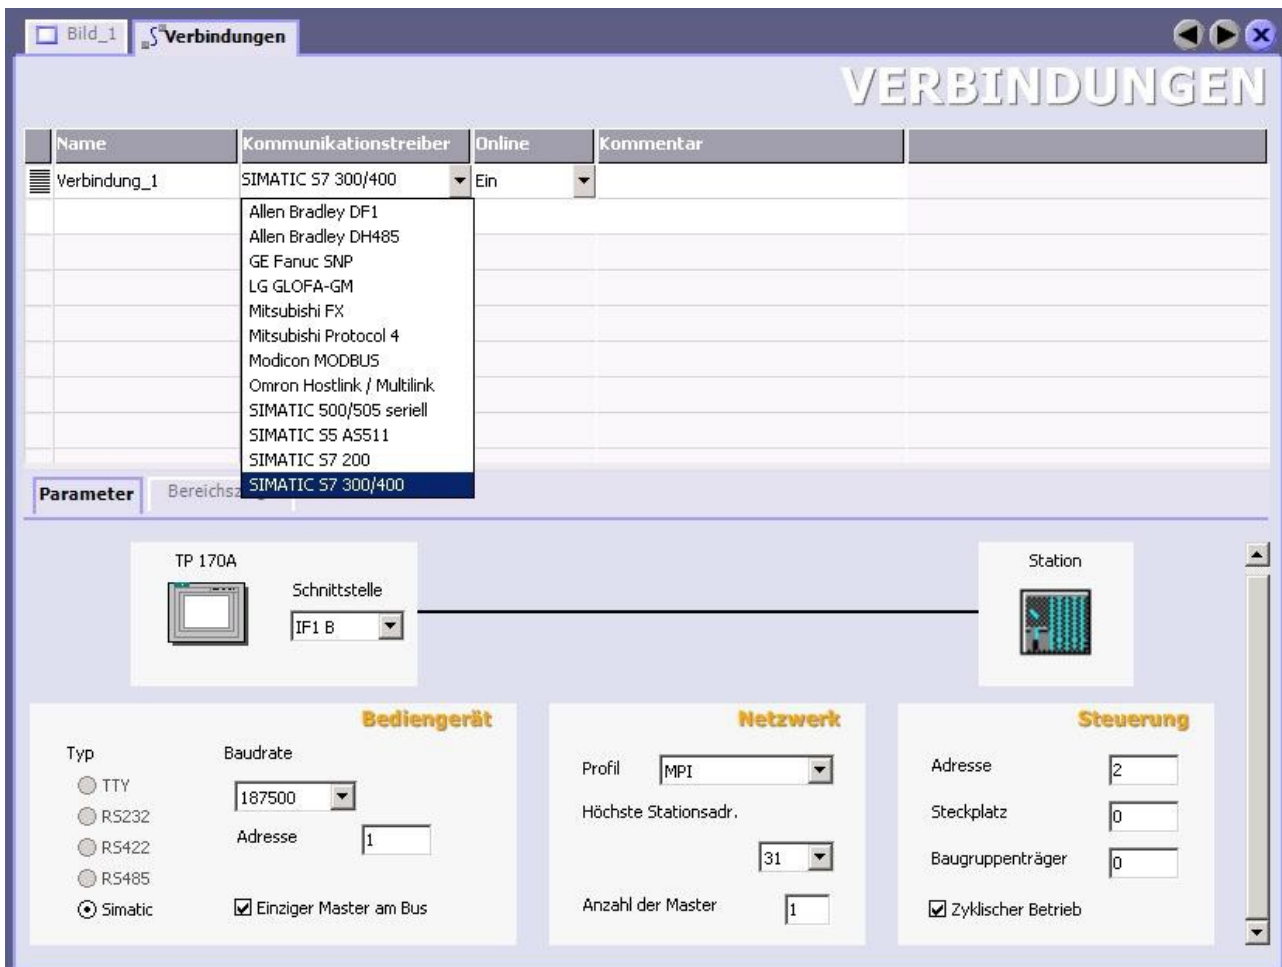 Bild_1
Verbindungen
VERBINDUNGEN
Name Kommunikationstreiber Online Kommentar
Verbindung_1 SIMATIC S7 300/400 Ein
Allen Bradley DF1
Allen Bradley DH485
GE Fanuc SNP
LG GLOFA-GM
Mitsubishi FX
Mitsubishi Protocol 4
Modicon MODBUS
Omron Hostlink / Multilink
SIMATIC 500/505 seriell
SIMATIC S5 AS511
SIMATIC S7 200
SIMATIC S7 300/400
Parameter
TP 170A
Schnittstelle
IF1 B
Station
Bediengerät
Typ
TTY
RS232
RS422
RS485
Simatic
Baudrate
187500
Adresse 1
Einziger Master am Bus
Netzwerk
Profil MPI
Höchste Stationsadr.
31
Anzahl der Master 1
Steuerung
Adresse 2
Steckplatz 0
Baugruppenträger 0
Zyklischer Betrieb